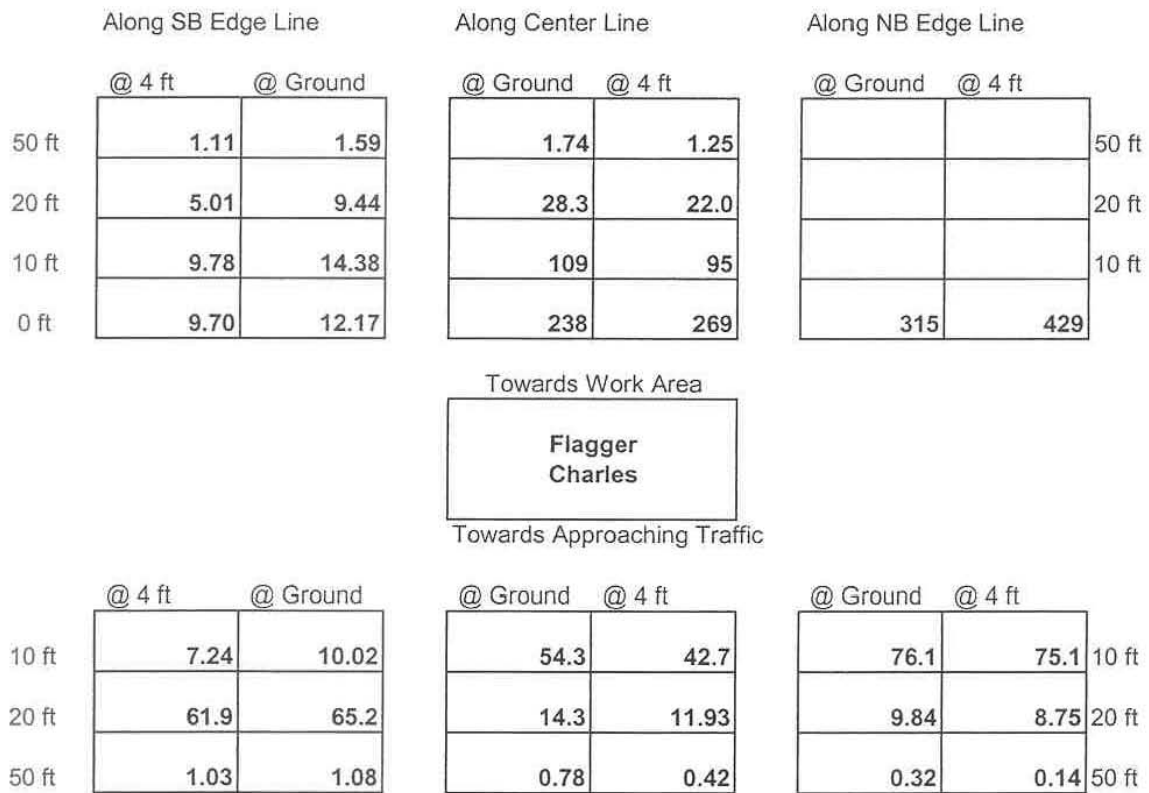 Along SB Edge Line Along Center Line Along NB Edge Line
@ 4 ft @ Ground @ Ground @ 4 ft @ Ground @ 4 ft
50 ft 1.11 1.59 1.74 1.25 50 ft
20 ft 5.01 9.44 28.3 22.0 20 ft
10 ft 9.78 14.38 109 95 10 ft
0 ft 9.70 12.17 238 269 315 429
Towards Work Area
Flagger
Charles
Towards Approaching Traffic
@ 4 ft @ Ground @ Ground @ 4 ft @ Ground @ 4 ft
10 ft 7.24 10.02 54.3 42.7 76.1 75.1 10 ft
20 ft 61.9 65.2 14.3 11.93 9.84 8.75 20 ft
50 ft 1.03 1.08 0.78 0.42 0.32 0.14 50 ft